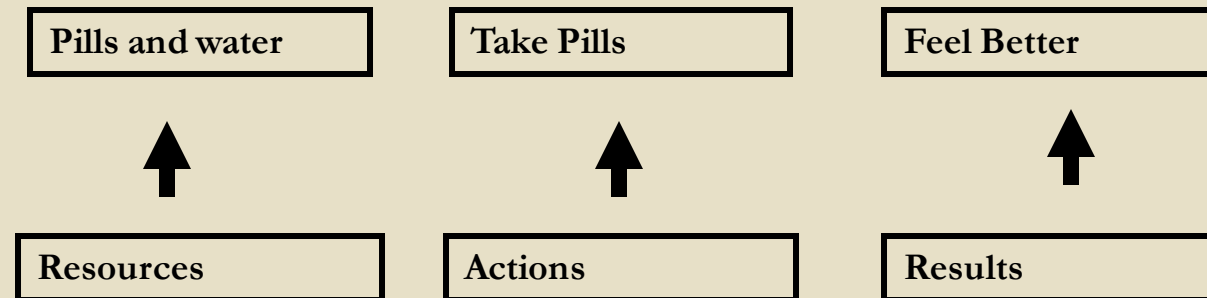 Pills and water
Take Pills
Feel Better
Resources
Actions
Results